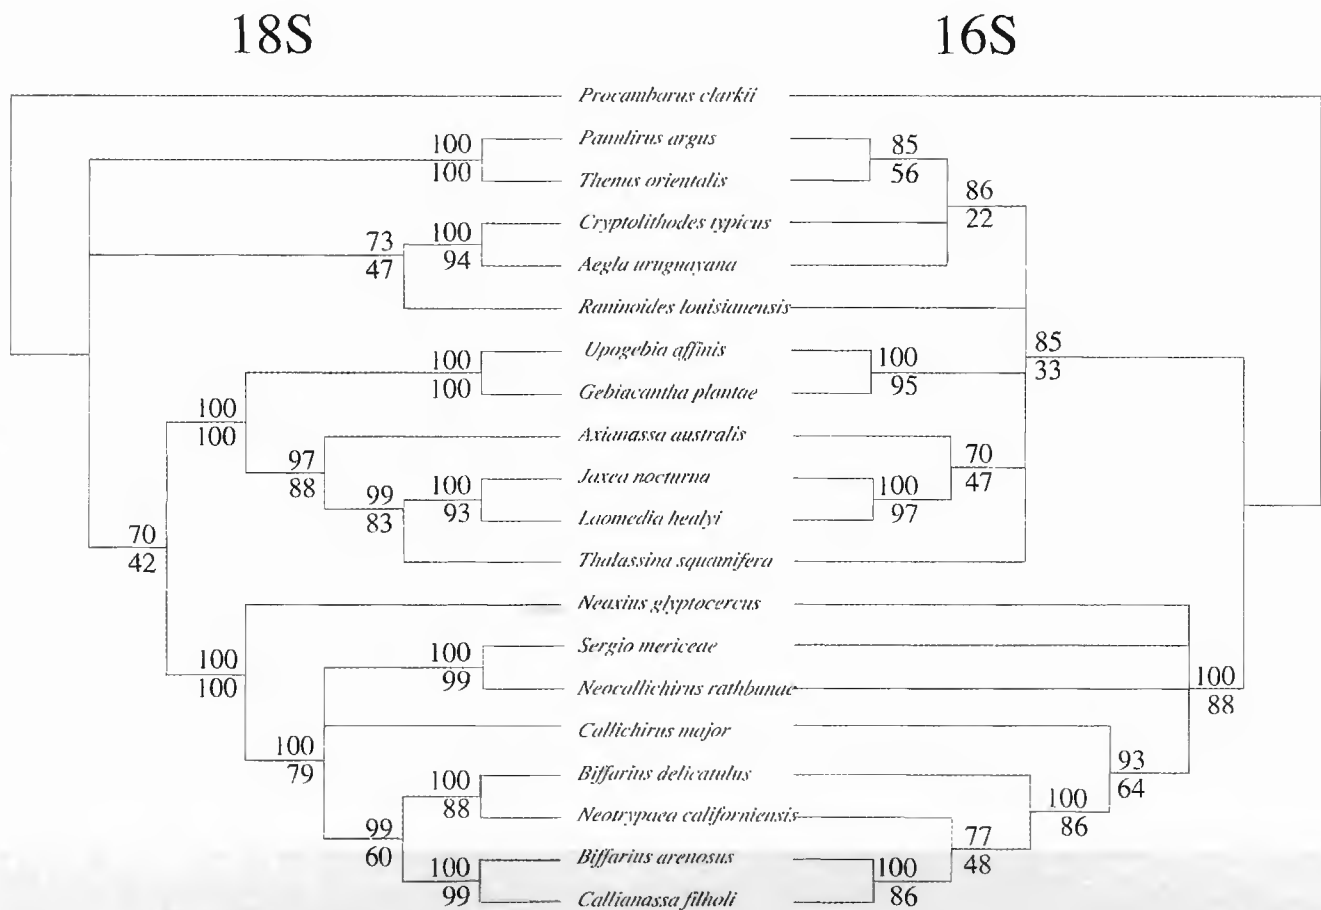 18S 16S
Procambarus clarkii
Panulirus argus
100 85
100 56
Thenus orientalis
86
22
Cryptolithodes typicus
73 100
47 94
Aegla uruguayana
Raninoides louisianensis
Upogebia affinis
100 100 85
100 95 33
Gebiacantha plantae
100
100
Axianassa australis
97 70
88 47
Jaxea nocturna
99 100 100
83 93 97
Laomedia healyi
70
42
Thalassina squamifera
Neaxius glyptocercus
Sergio mericeae
100 100 100
100 99 88
Neocallichirus rathbunae
Callichirus major
100 93
79 64
Biffarius delicatulus
100 100
88 86
Neotrypaea californiensis
99 77
60 48
Biffarius arenosus
100 100
99 86
Callianassa filholi